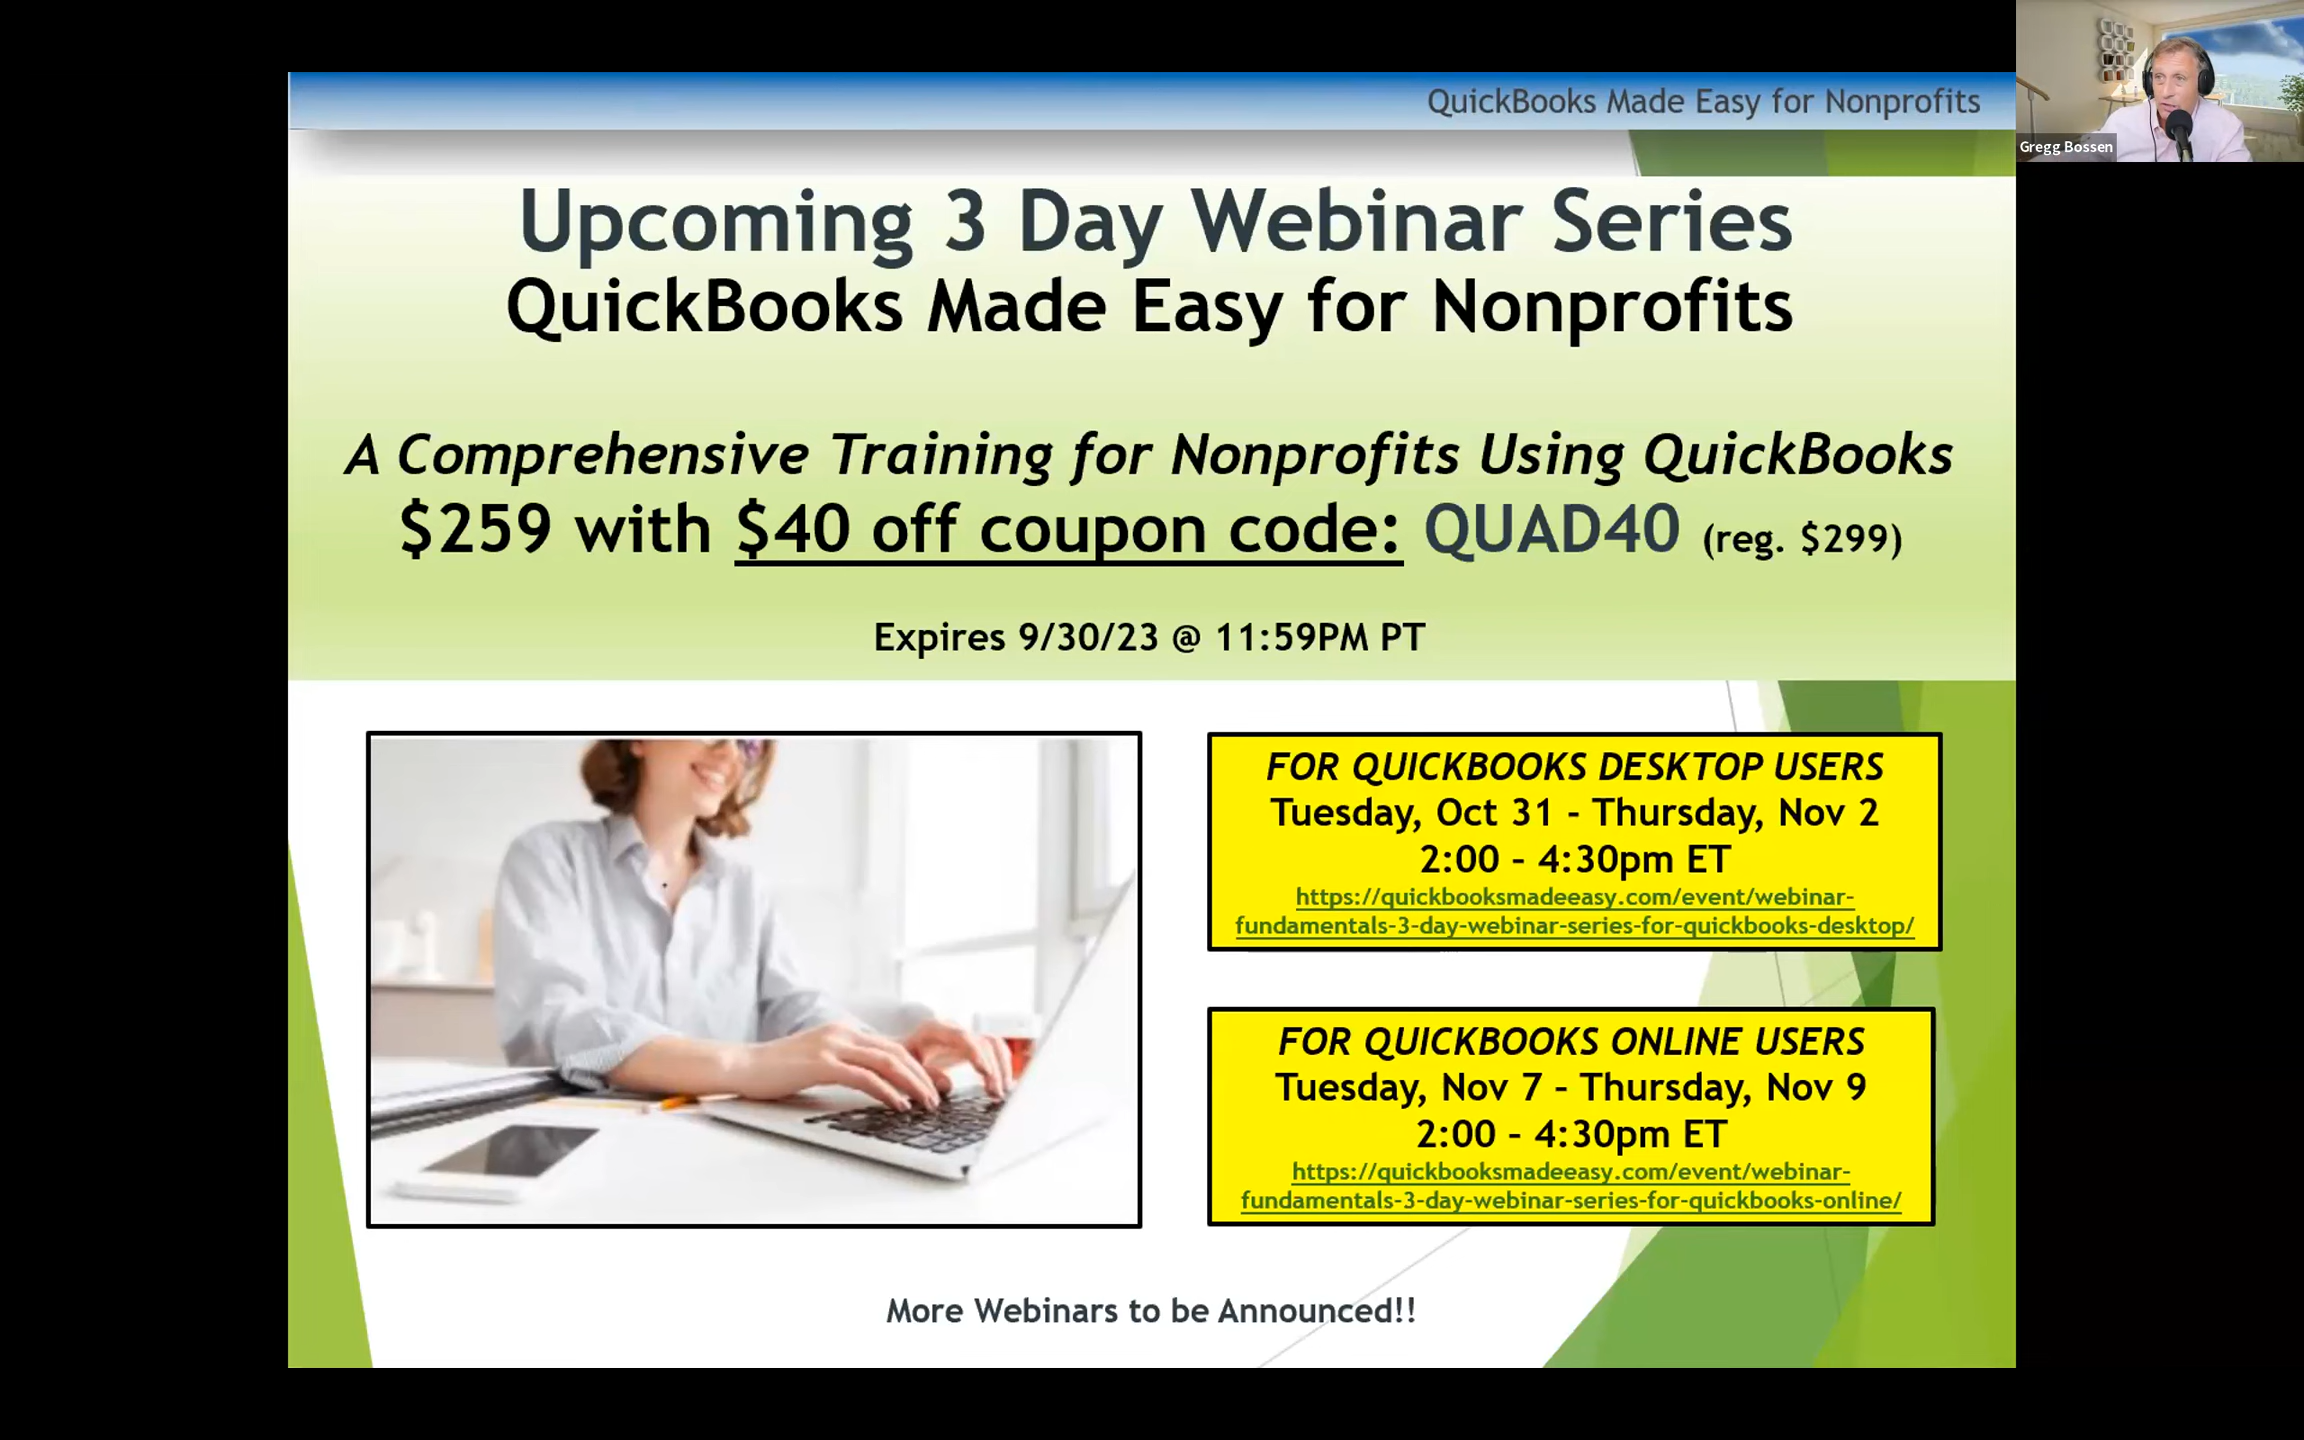 QuickBooks Made Easy for Nonprofits
Gregg Bossen
Upcoming 3 Day Webinar Series
QuickBooks Made Easy for Nonprofits
A Comprehensive Training for Nonprofits Using QuickBooks
$259 with $40 off coupon code: QUAD40 (reg. $299)
Expires 9/30/23 @ 11:59PM PT
FOR QUICKBOOKS DESKTOP USERS
Tuesday, Oct 31 - Thursday, Nov 2
2:00 - 4:30pm ET
https://quickbooksmadeeasy.com/event/webinar-
fundamentals-3-day-webinar-series-for-quickbooks-desktop/
FOR QUICKBOOKS ONLINE USERS
Tuesday, Nov 7 - Thursday, Nov 9
2:00 - 4:30pm ET
https://quickbooksmadeeasy.com/event/webinar-
fundamentals-3-day-webinar-series-for-quickbooks-online/
More Webinars to be Announced!!